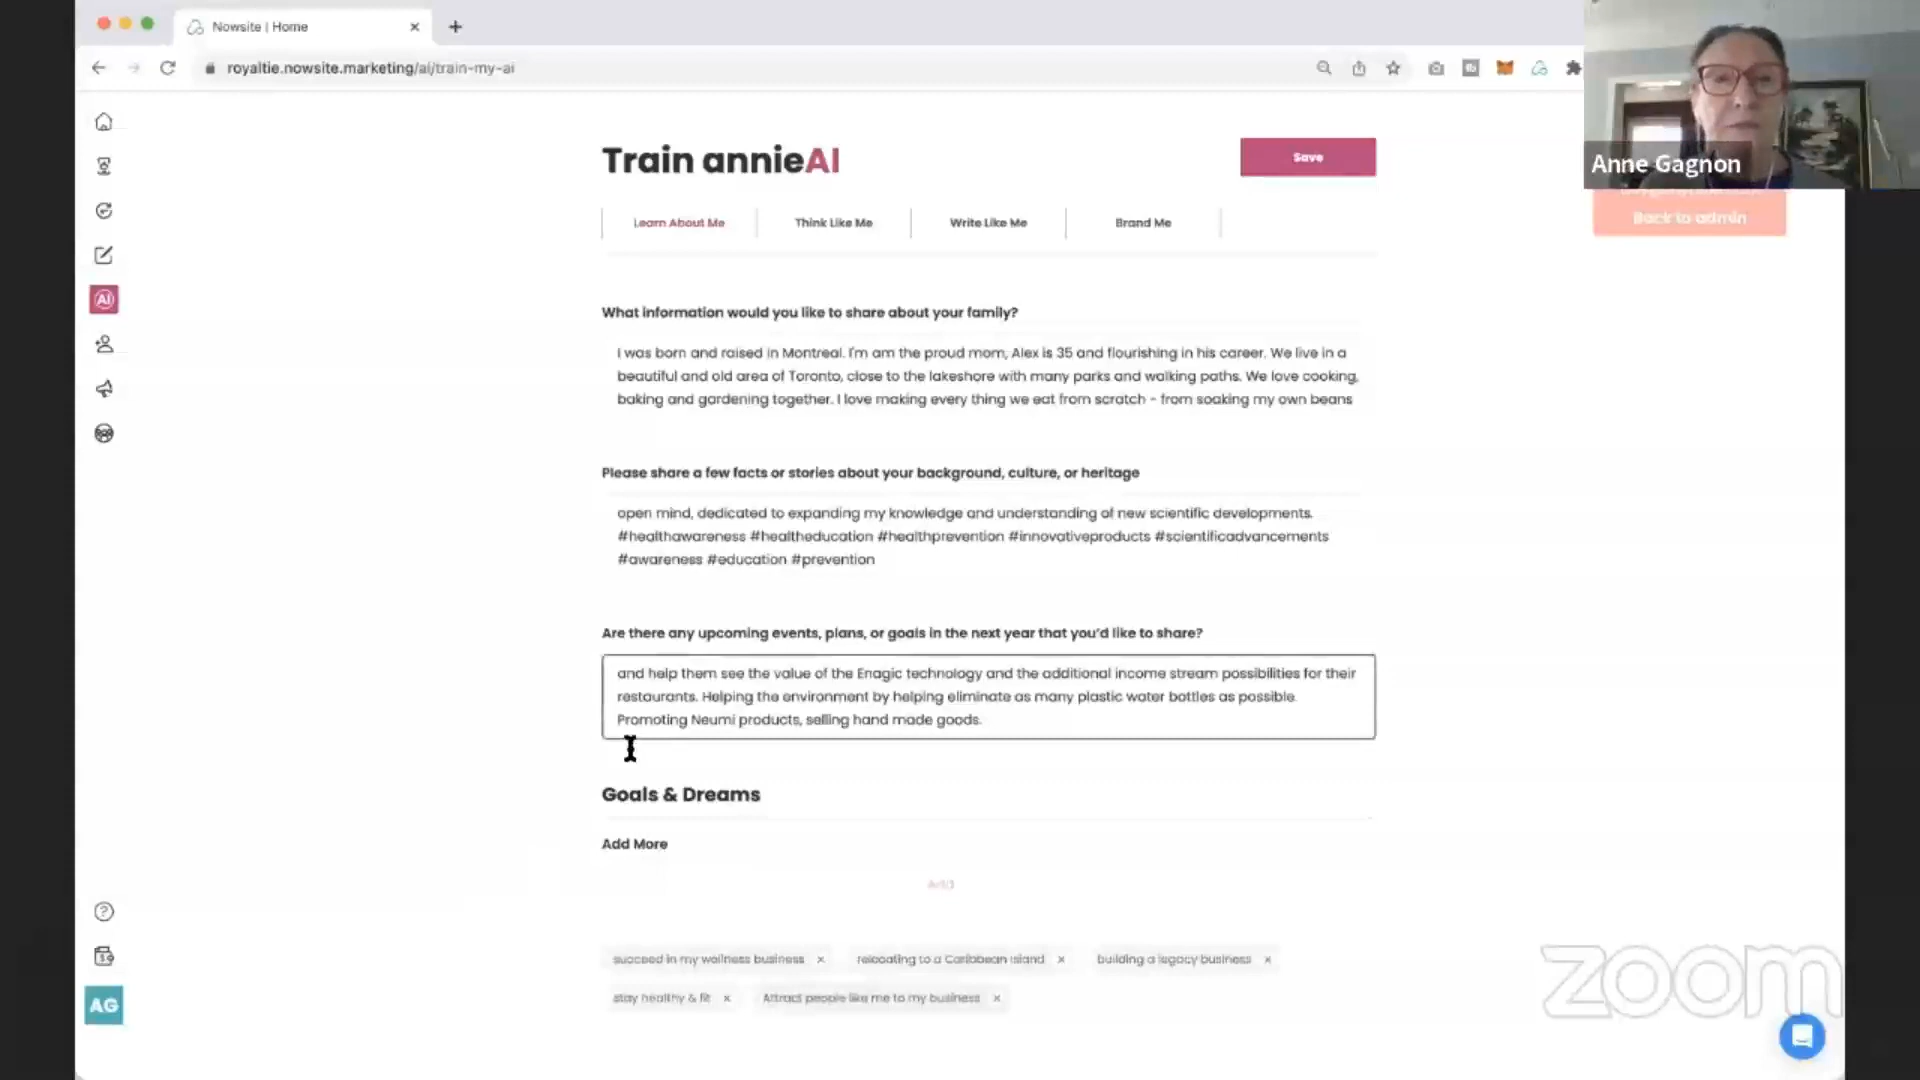 Nowsite | Home
royaltie.nowsite.marketing/ai/train-my-ai
Anne Gagnon
Back to admin
Train annieAI
Save
Learn About Me
Think Like Me
Write Like Me
Brand Me
What information would you like to share about your family?
I was born and raised in Montreal. I'm am the proud mom, Alex is 35 and flourishing in his career. We live in a
beautiful and old area of Toronto, close to the lakeshore with many parks and walking paths. We love cooking,
baking and gardening together. I love making every thing we eat from scratch - from soaking my own beans
Please share a few facts or stories about your background, culture, or heritage
open mind, dedicated to expanding my knowledge and understanding of new scientific developments.
#healthawareness #healtheducation #healthprevention #innovativeproducts #scientificadvancements
#awareness #education #prevention
Are there any upcoming events, plans, or goals in the next year that you'd like to share?
and help them see the value of the Enagic technology and the additional income stream possibilities for their
restaurants. Helping the environment by helping eliminate as many plastic water bottles as possible.
Promoting Neumi products, selling hand made goods.
Goals & Dreams
Add More
Add
succeed in my wellness business ×
relocating to a Caribbean island ×
building a legacy business ×
stay healthy & fit ×
Attract people like me to my business ×
AI
AG
zoom